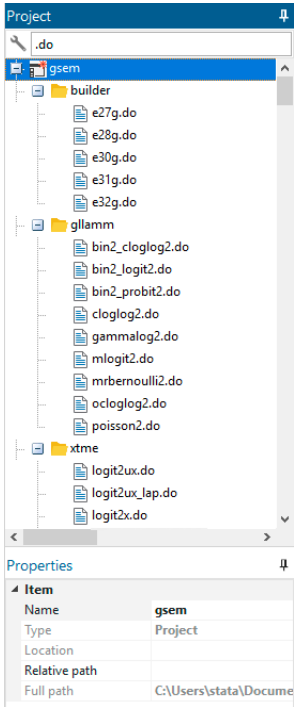 Project
.do
gsem
builder
e27g.do
e28g.do
e30g.do
e31g.do
e32g.do
gllamm
bin2_cloglog2.do
bin2_logit2.do
bin2_probit2.do
cloglog2.do
gammalog2.do
mlogit2.do
mrbernoulli2.do
ocloglog2.do
poisson2.do
xtme
logit2ux.do
logit2ux_lap.do
logit2x.do
Properties
Item
Name gsem
Type Project
Location
Relative path
Full path C:\Users\stata\Docume